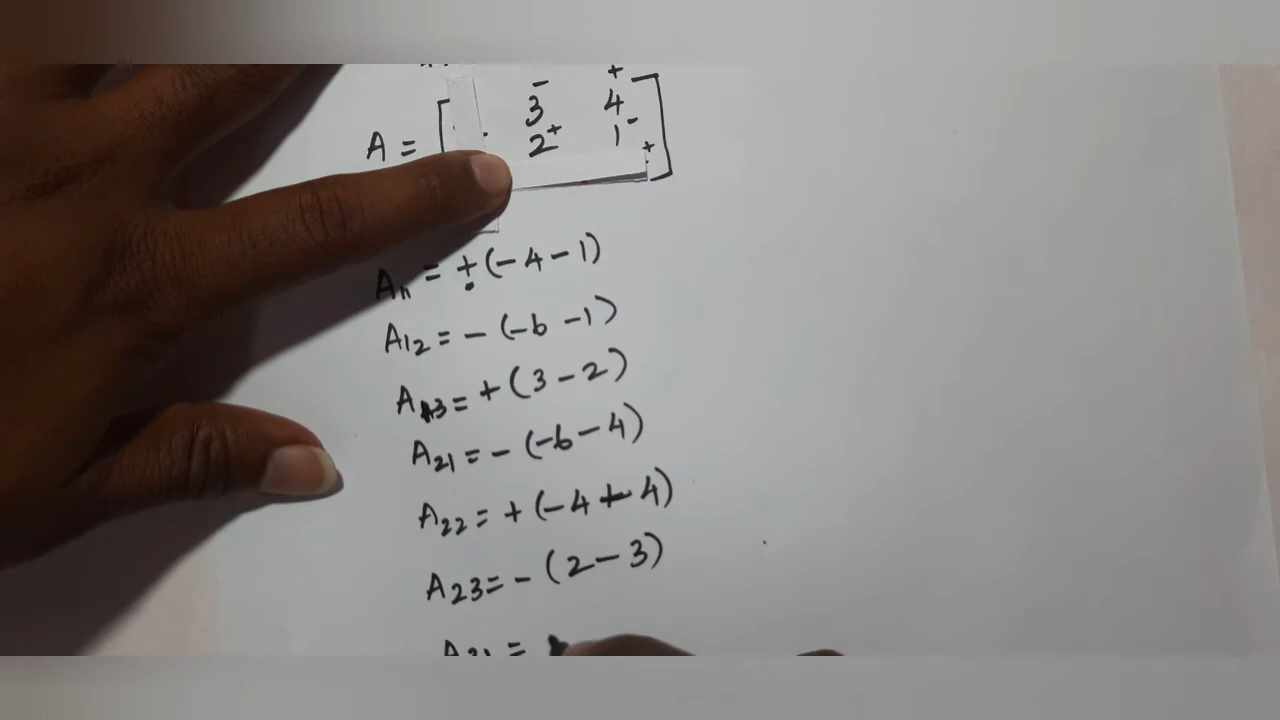 - +
A = [ 3 4
2 + 1 - + ]
A11 = + (-4 - 1)
A12 = - (-6 - 1)
A13 = + (3 - 2)
A21 = - (-6 - 4)
A22 = + (-4 + 4)
A23 = - (2 - 3)
A31 =